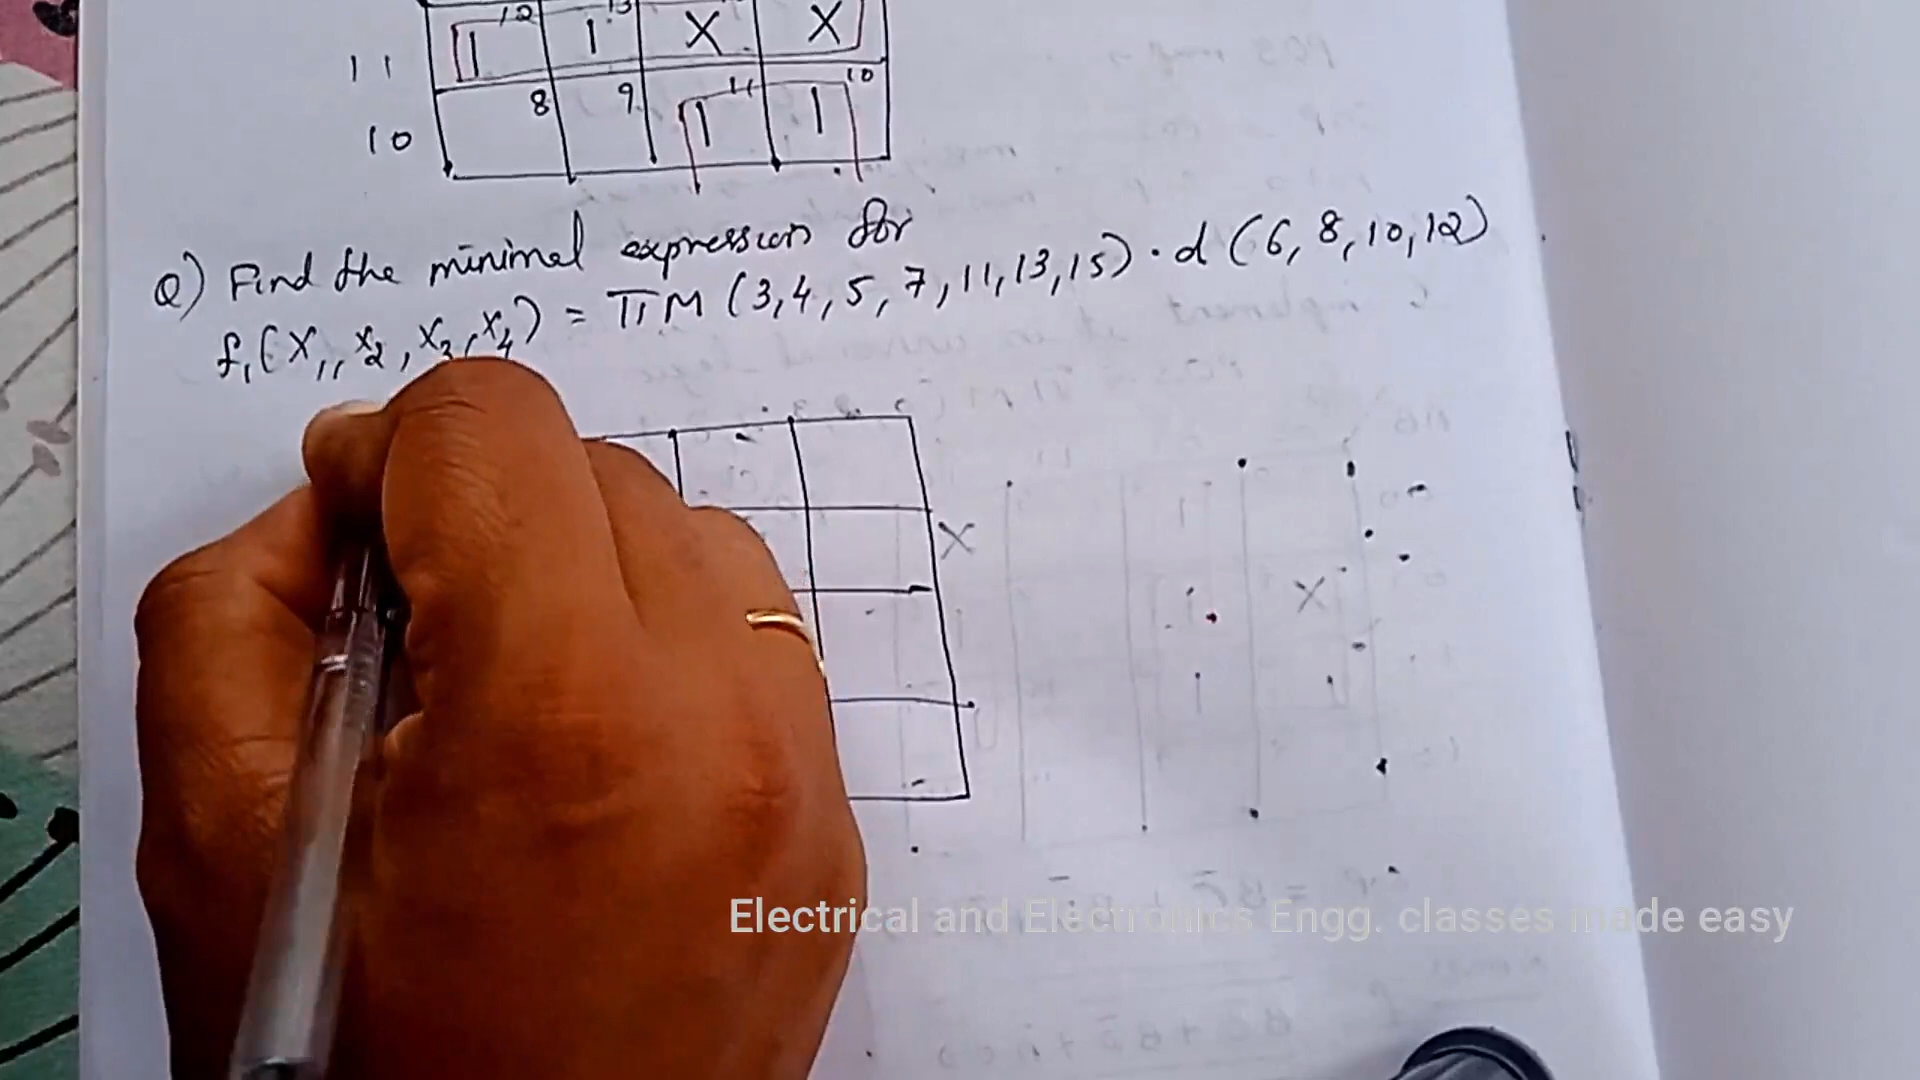 12 13
11 1 1 X X
8 9 11 10
10 1 1
Q) Find the minimal expression for
f1(X1, X2, X3, X4) = ΠM (3,4,5,7,11,13,15) · d (6,8,10,12)
X
Electrical and Electronics Engg. classes made easy